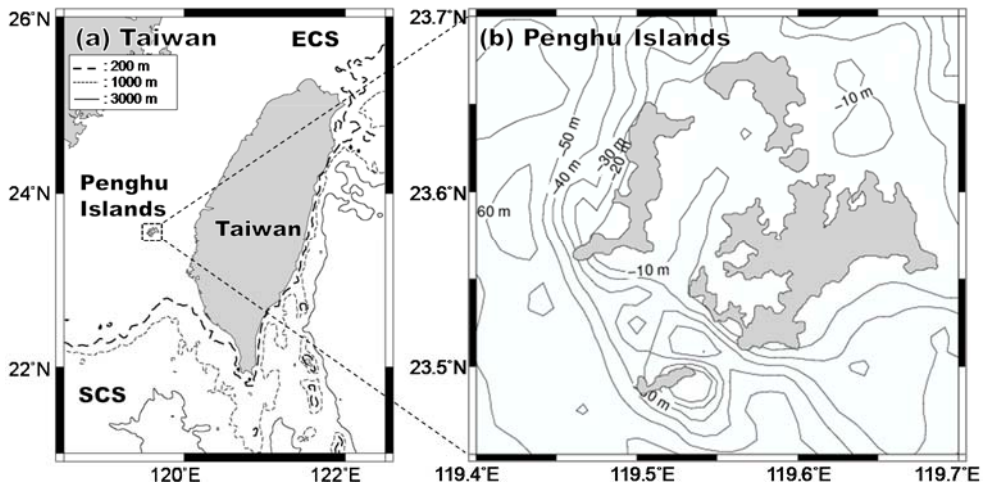 26°N
24°N
22°N
120°E
122°E
(a) Taiwan
ECS
: 200 m
: 1000 m
: 3000 m
Penghu
Islands
Taiwan
SCS
23.7°N
23.6°N
23.5°N
119.4°E
119.5°E
119.6°E
119.7°E
(b) Penghu Islands
−10 m
−50 m
−30 m
−20 m
−40 m
60 m
−10 m